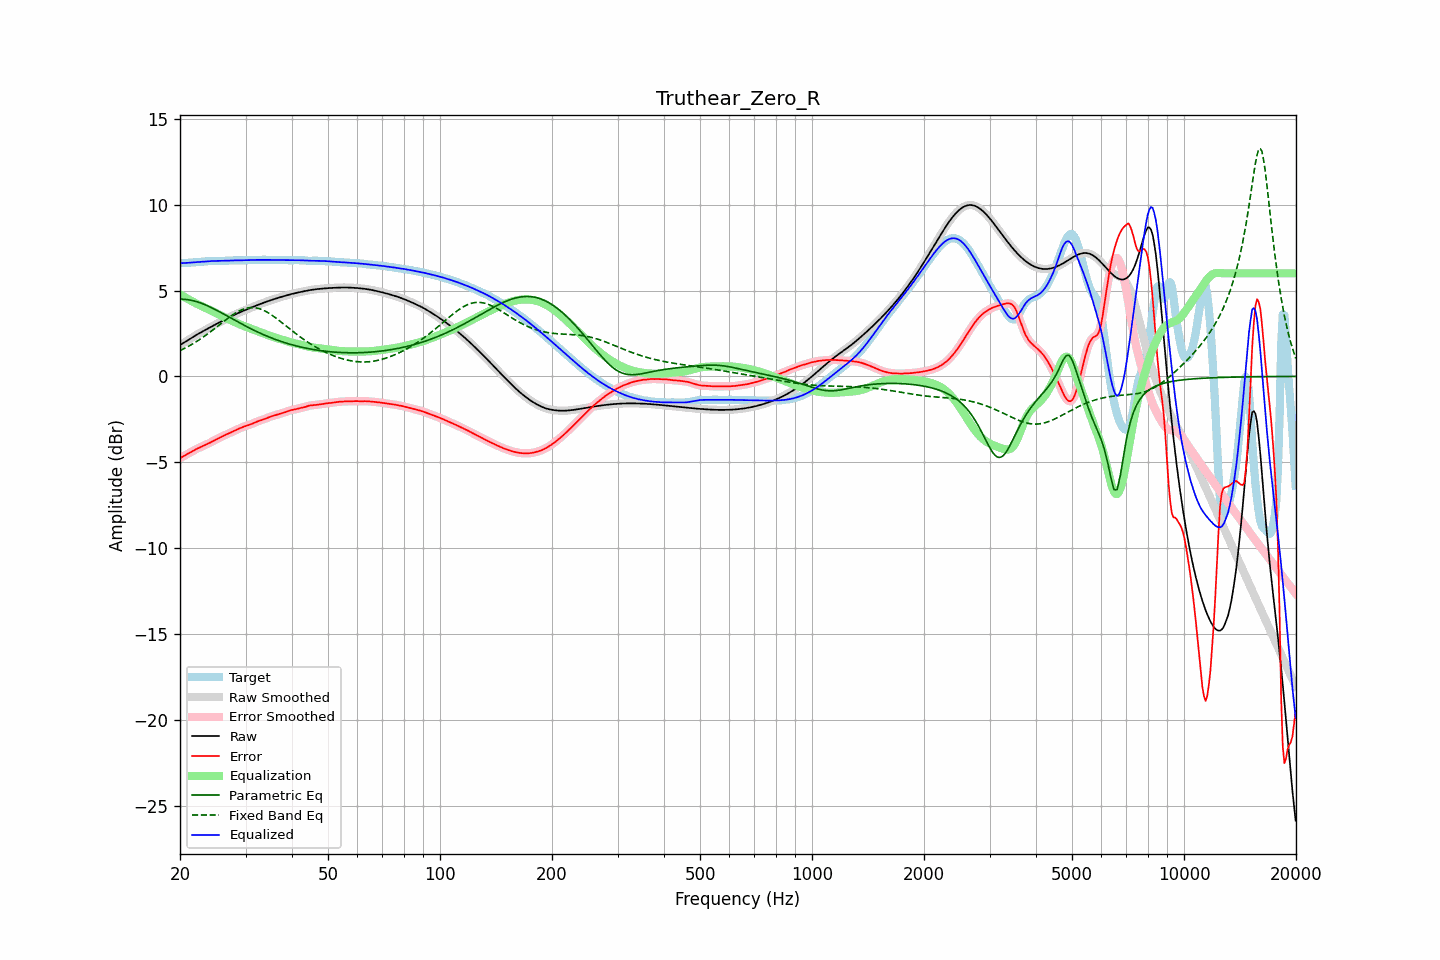 Truthear_Zero_R
15
10
5
0
−5
−10
−15
−20
−25
Amplitude (dBr)
Target
Raw Smoothed
Error Smoothed
Raw
Error
Equalization
Parametric Eq
Fixed Band Eq
Equalized
20 50 100 200 500 1000 2000 5000 10000 20000
Frequency (Hz)